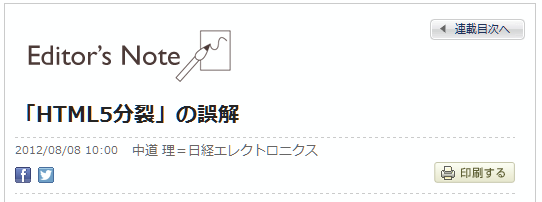 連載目次へ
Editor's Note
「HTML5分裂」の誤解
2012/08/08 10:00 中道 理＝日経エレクトロニクス
印刷する